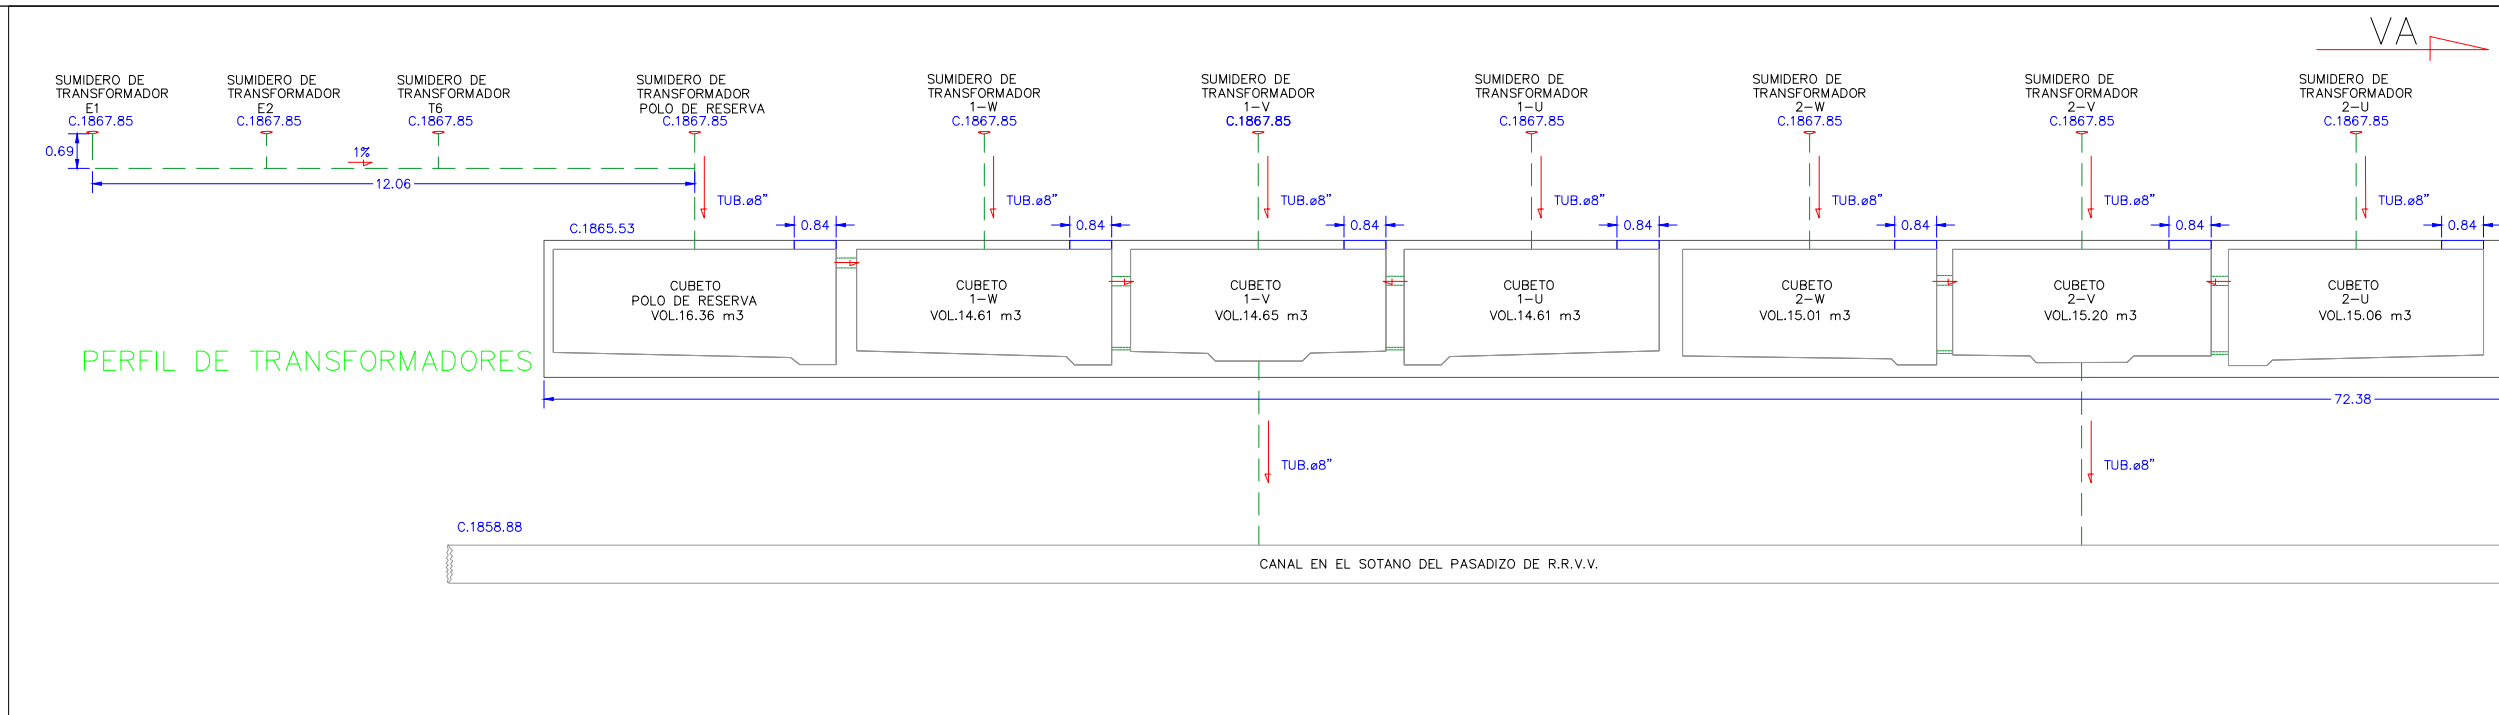 VA
SUMIDERO DE
TRANSFORMADOR
E1
C.1867.85
SUMIDERO DE
TRANSFORMADOR
E2
C.1867.85
SUMIDERO DE
TRANSFORMADOR
T6
C.1867.85
SUMIDERO DE
TRANSFORMADOR
POLO DE RESERVA
C.1867.85
SUMIDERO DE
TRANSFORMADOR
1-W
C.1867.85
SUMIDERO DE
TRANSFORMADOR
1-V
C.1867.85
SUMIDERO DE
TRANSFORMADOR
1-U
C.1867.85
SUMIDERO DE
TRANSFORMADOR
2-W
C.1867.85
SUMIDERO DE
TRANSFORMADOR
2-V
C.1867.85
SUMIDERO DE
TRANSFORMADOR
2-U
C.1867.85
0.69
1%
12.06
TUB.ø8"
TUB.ø8"
TUB.ø8"
TUB.ø8"
TUB.ø8"
TUB.ø8"
TUB.ø8"
C.1865.53
0.84
0.84
0.84
0.84
0.84
0.84
0.84
CUBETO
POLO DE RESERVA
VOL.16.36 m3
CUBETO
1-W
VOL.14.61 m3
CUBETO
1-V
VOL.14.65 m3
CUBETO
1-U
VOL.14.61 m3
CUBETO
2-W
VOL.15.01 m3
CUBETO
2-V
VOL.15.20 m3
CUBETO
2-U
VOL.15.06 m3
PERFIL DE TRANSFORMADORES
72.38
TUB.ø8"
TUB.ø8"
C.1858.88
CANAL EN EL SOTANO DEL PASADIZO DE R.R.V.V.